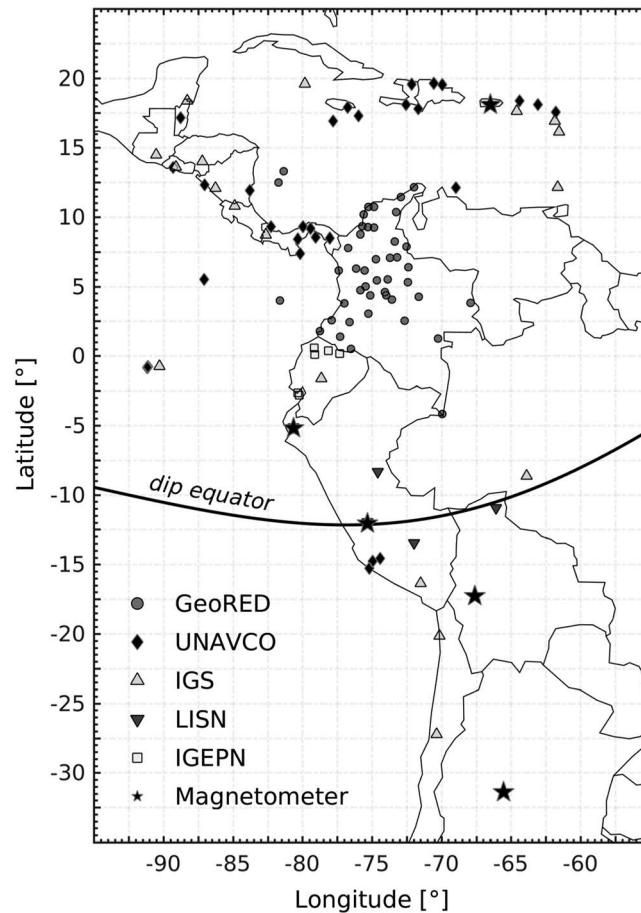 20
15
10
5
0
-5
-10
-15
-20
-25
-30
Latitude [°]
dip equator
GeoRED
UNAVCO
IGS
LISN
IGEPN
Magnetometer
-90 -85 -80 -75 -70 -65 -60
Longitude [°]